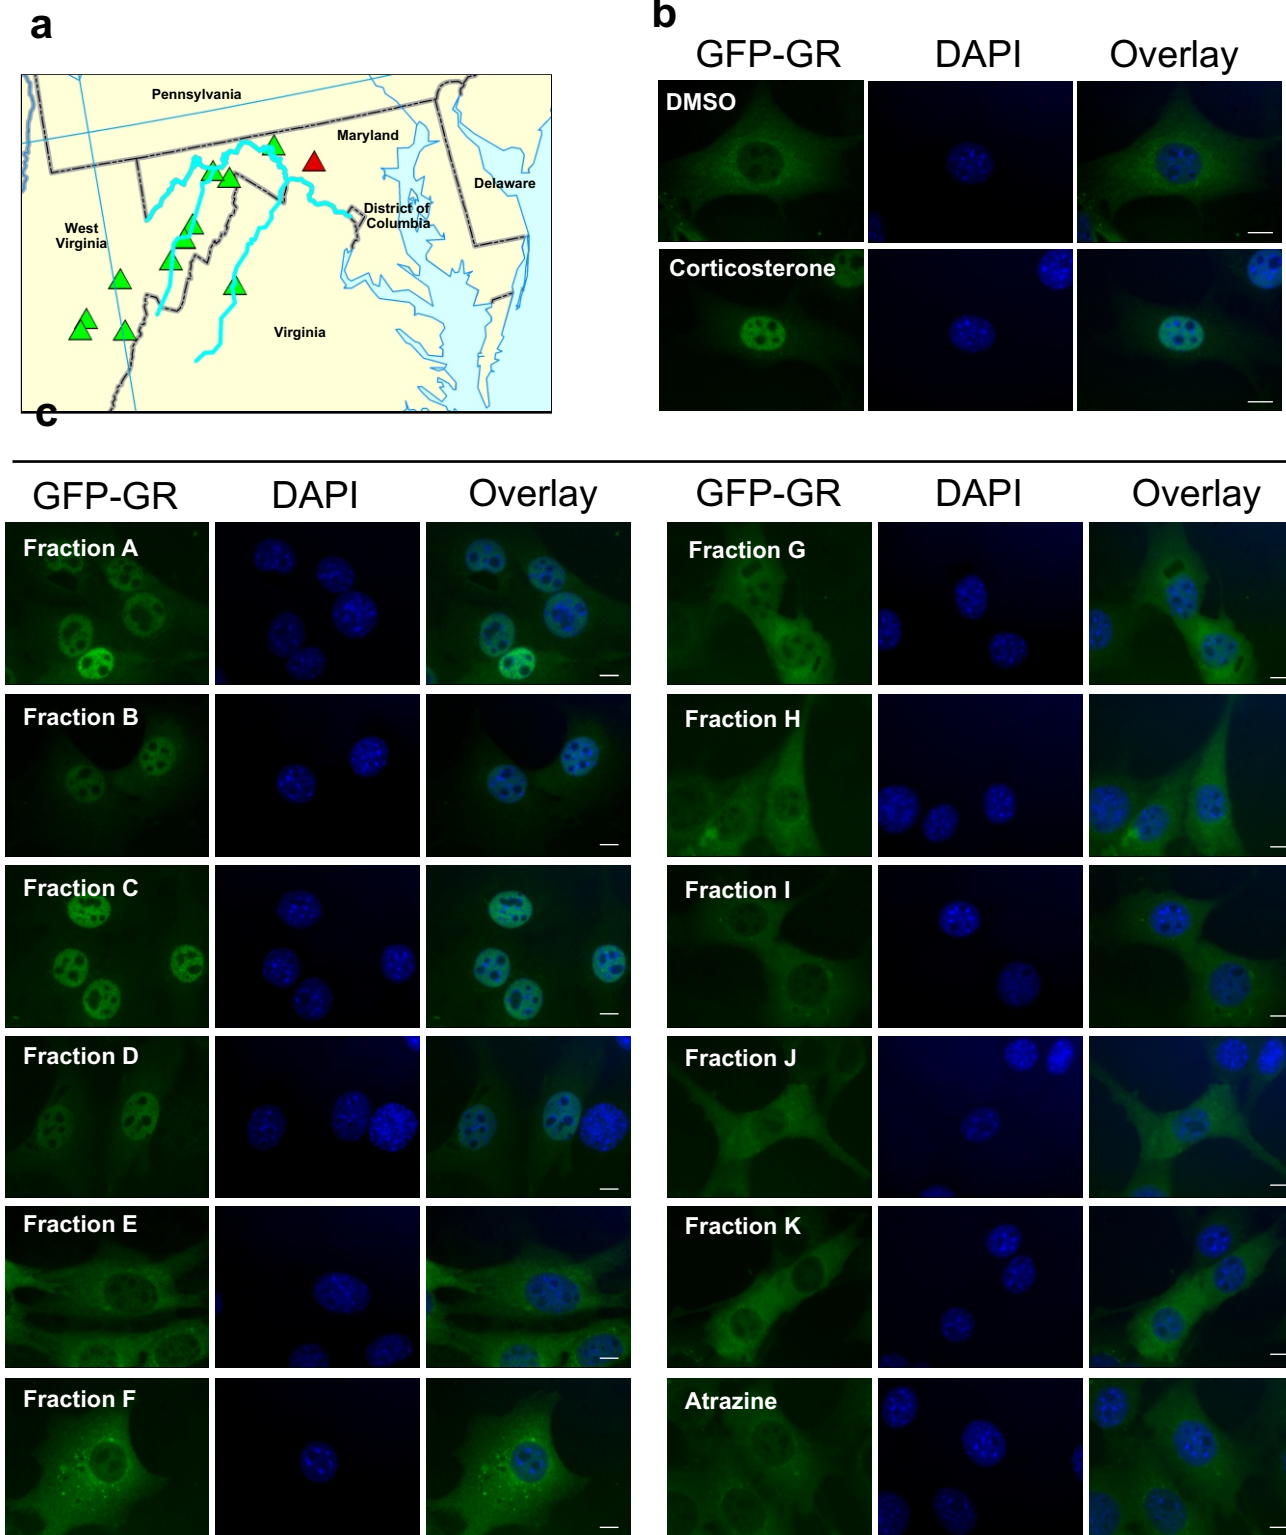 a
Pennsylvania
Maryland
Delaware
West
Virginia
District of
Columbia
Virginia
b
GFP-GR DAPI Overlay
DMSO
Corticosterone
c
GFP-GR DAPI Overlay GFP-GR DAPI Overlay
Fraction A
Fraction B
Fraction C
Fraction D
Fraction E
Fraction F
Fraction G
Fraction H
Fraction I
Fraction J
Fraction K
Atrazine